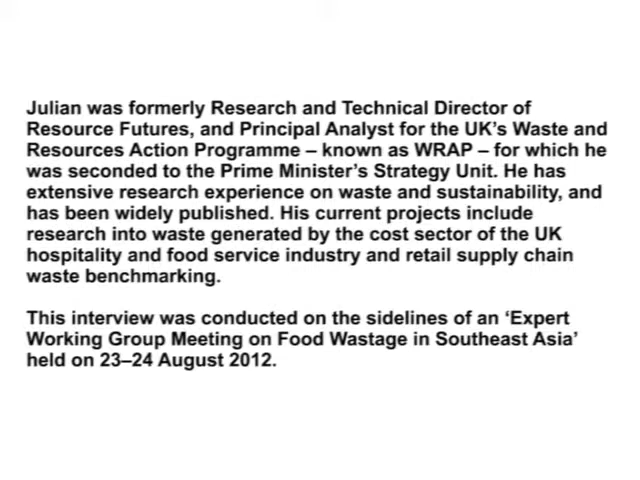 Julian was formerly Research and Technical Director of
Resource Futures, and Principal Analyst for the UK’s Waste and
Resources Action Programme – known as WRAP – for which he
was seconded to the Prime Minister’s Strategy Unit. He has
extensive research experience on waste and sustainability, and
has been widely published. His current projects include
research into waste generated by the cost sector of the UK
hospitality and food service industry and retail supply chain
waste benchmarking.
This interview was conducted on the sidelines of an ‘Expert
Working Group Meeting on Food Wastage in Southeast Asia’
held on 23–24 August 2012.